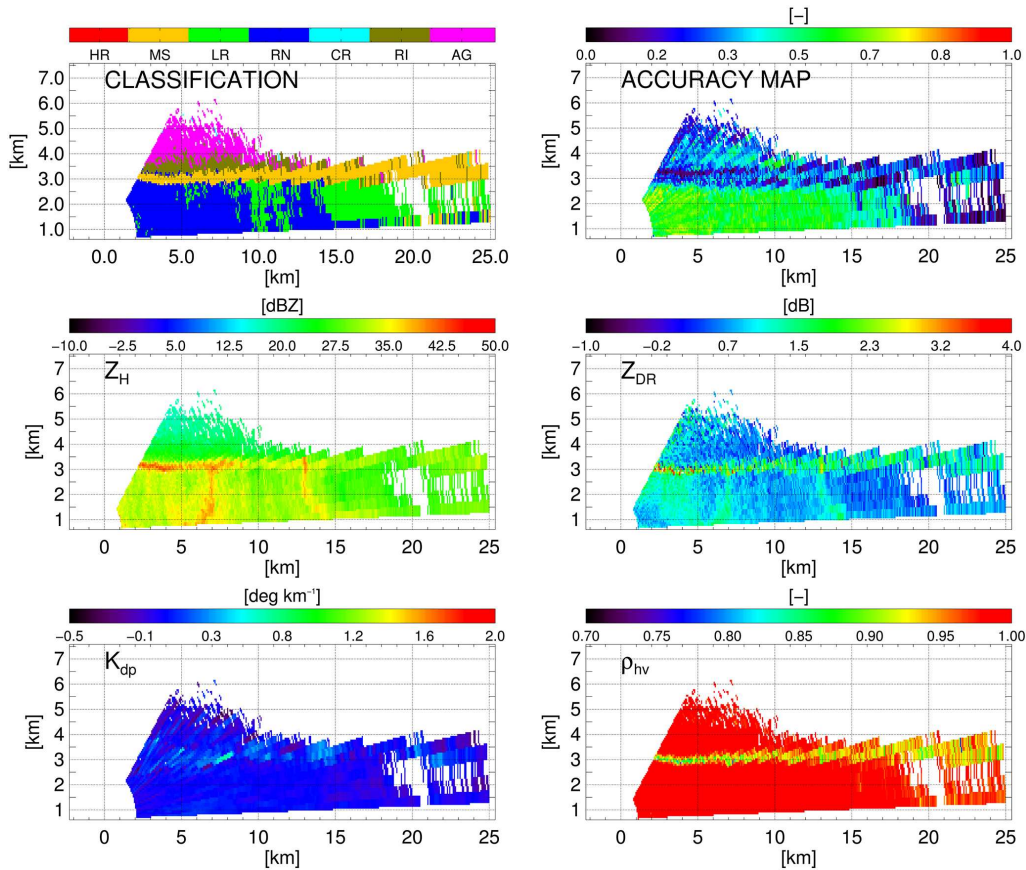 HR MS LR RN CR RI AG
CLASSIFICATION
7.0
6.0
5.0
4.0
3.0
2.0
1.0
[km]
0.0 5.0 10.0 15.0 20.0 25.0
[km]
[−]
0.0 0.2 0.3 0.5 0.7 0.8 1.0
ACCURACY MAP
7
6
5
4
3
2
1
[km]
0 5 10 15 20 25
[km]
[dBZ]
−10.0 −2.5 5.0 12.5 20.0 27.5 35.0 42.5 50.0
Z_H
7
6
5
4
3
2
1
[km]
0 5 10 15 20 25
[km]
[dB]
−1.0 −0.2 0.7 1.5 2.3 3.2 4.0
Z_DR
7
6
5
4
3
2
1
[km]
0 5 10 15 20 25
[km]
[deg km⁻¹]
−0.5 −0.1 0.3 0.8 1.2 1.6 2.0
K_dp
7
6
5
4
3
2
1
[km]
0 5 10 15 20 25
[km]
[−]
0.70 0.75 0.80 0.85 0.90 0.95 1.00
ρ_hv
7
6
5
4
3
2
1
[km]
0 5 10 15 20 25
[km]